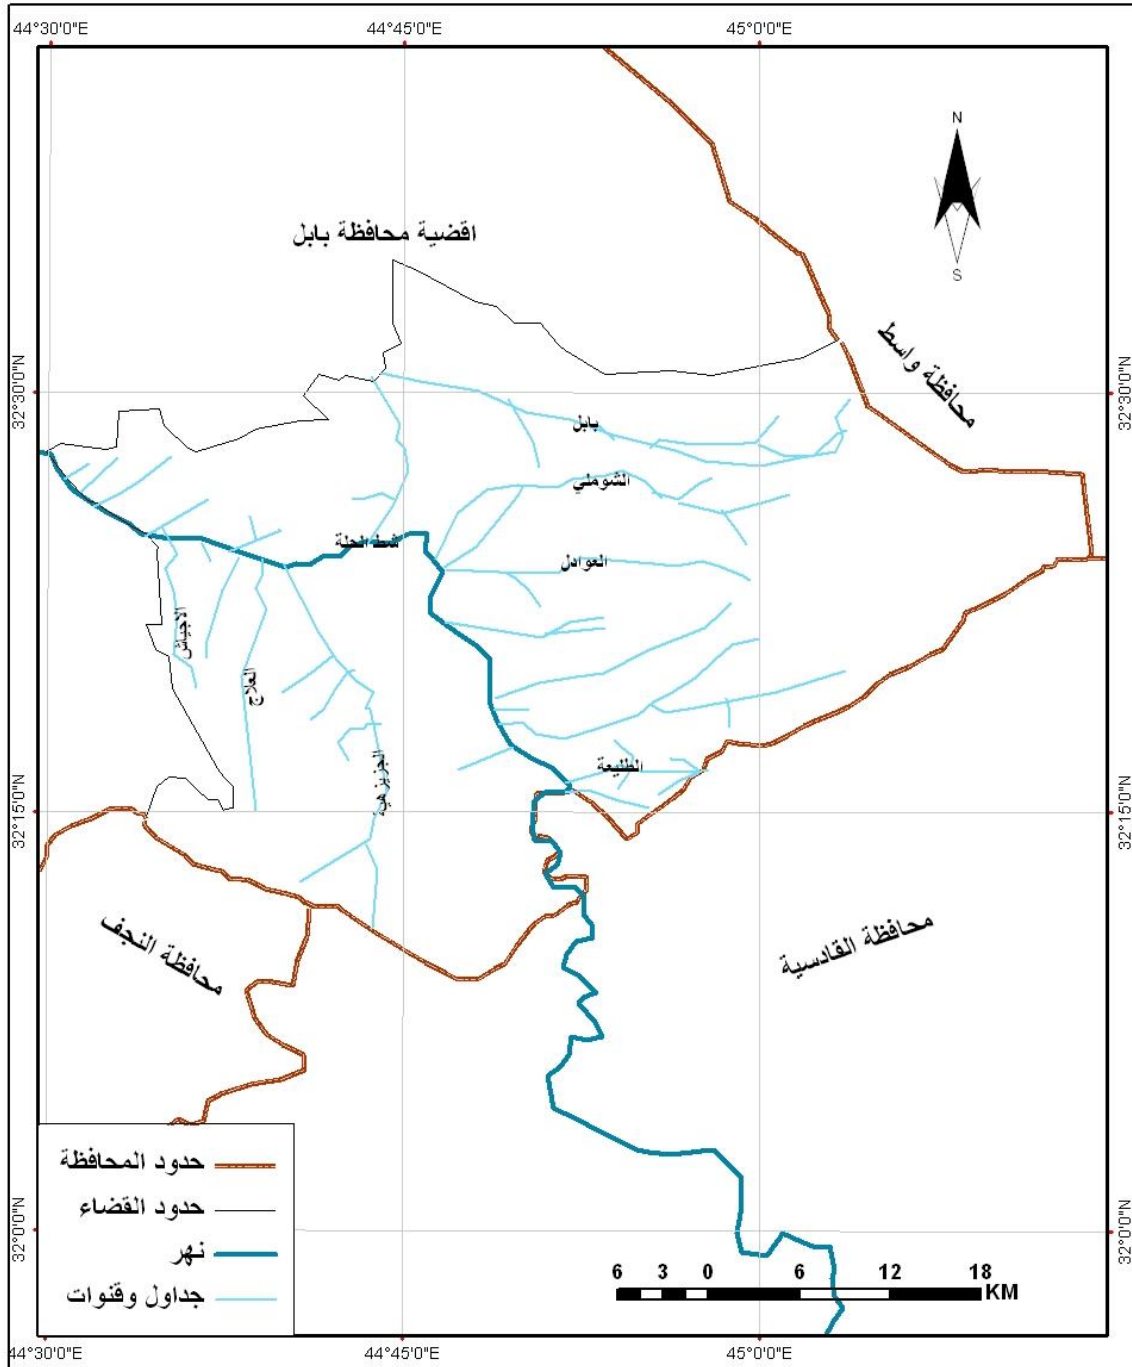 44°30'0"E
44°45'0"E
45°0'0"E
N
S
اقضية محافظة بابل
محافظة واسط
32°30'0"N
32°30'0"N
بابل
الشوملي
شط الحلة
العوادل
الاجياش
العلاج
الطليعة
32°15'0"N
32°15'0"N
محافظة النجف
محافظة القادسية
حدود المحافظة
حدود القضاء
نهر
جداول وقنوات
32°0'0"N
32°0'0"N
6 3 0 6 12 18
KM
44°30'0"E
44°45'0"E
45°0'0"E